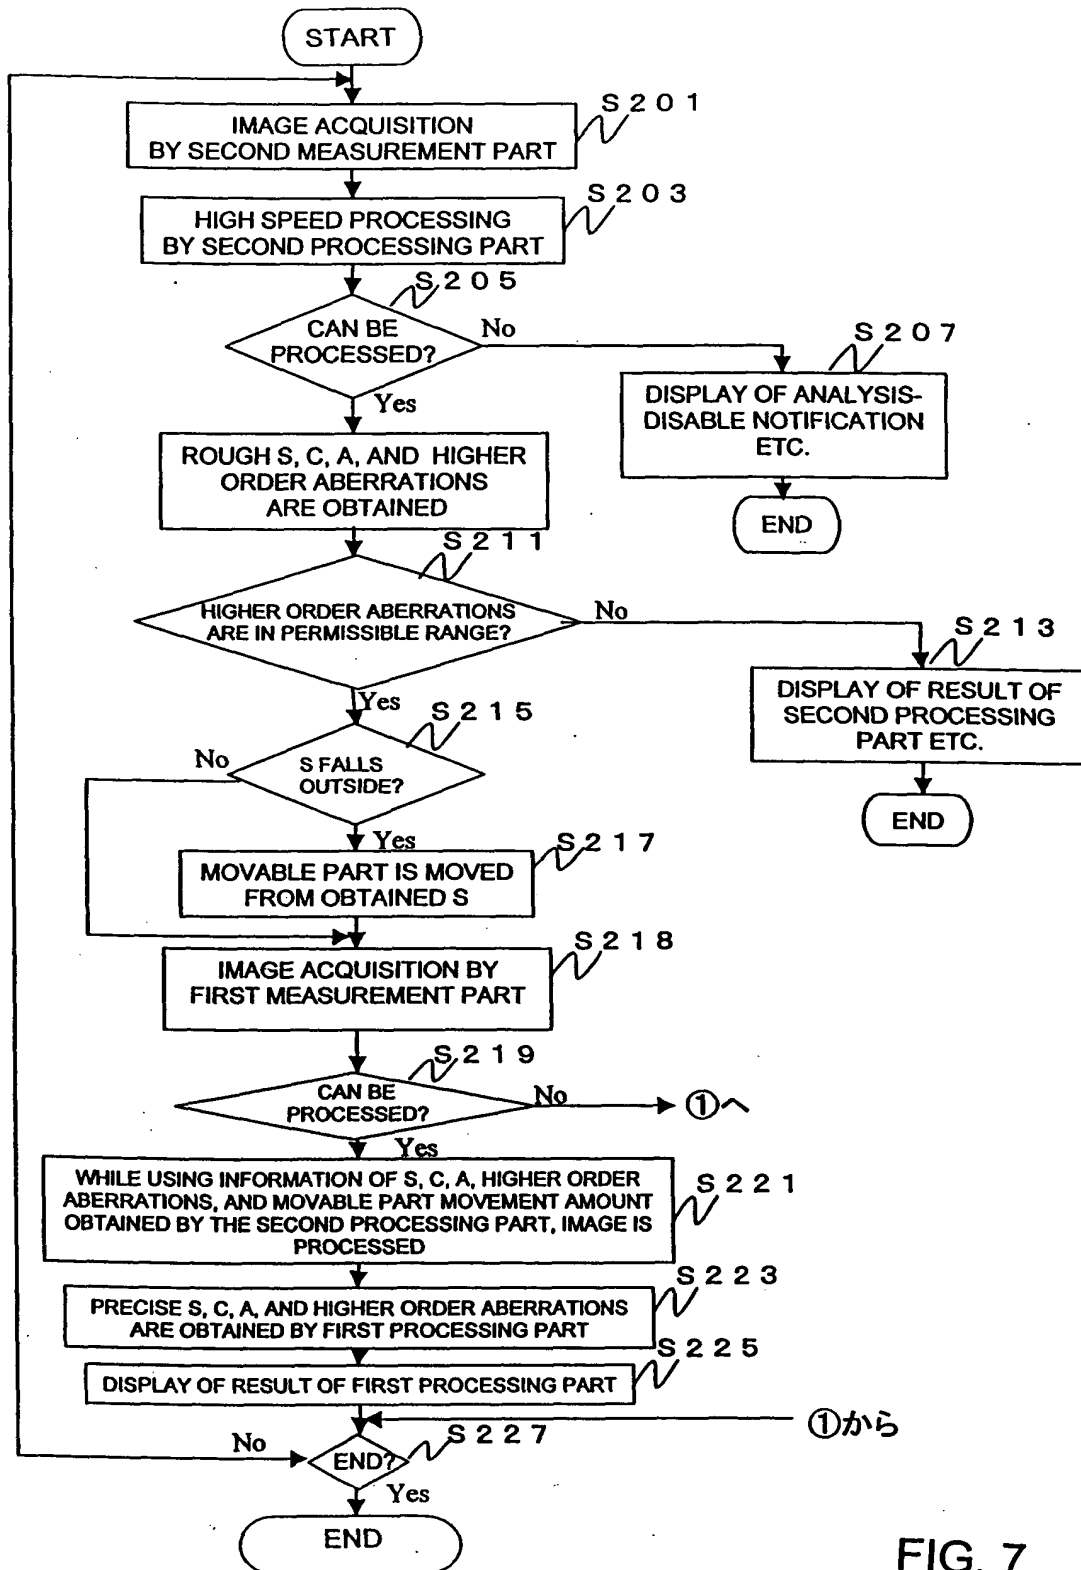 START
S201
IMAGE ACQUISITION
BY SECOND MEASUREMENT PART
S203
HIGH SPEED PROCESSING
BY SECOND PROCESSING PART
S205
CAN BE
PROCESSED?
No
Yes
S207
DISPLAY OF ANALYSIS-
DISABLE NOTIFICATION
ETC.
END
ROUGH S, C, A, AND HIGHER
ORDER ABERRATIONS
ARE OBTAINED
S211
HIGHER ORDER ABERRATIONS
ARE IN PERMISSIBLE RANGE?
No
Yes
S213
DISPLAY OF RESULT OF
SECOND PROCESSING
PART ETC.
END
S215
No
S FALLS
OUTSIDE?
Yes
S217
MOVABLE PART IS MOVED
FROM OBTAINED S
S218
IMAGE ACQUISITION BY
FIRST MEASUREMENT PART
S219
CAN BE
PROCESSED?
No
①へ
Yes
S221
WHILE USING INFORMATION OF S, C, A, HIGHER ORDER
ABERRATIONS, AND MOVABLE PART MOVEMENT AMOUNT
OBTAINED BY THE SECOND PROCESSING PART, IMAGE IS
PROCESSED
S223
PRECISE S, C, A, AND HIGHER ORDER ABERRATIONS
ARE OBTAINED BY FIRST PROCESSING PART
S225
DISPLAY OF RESULT OF FIRST PROCESSING PART
①から
S227
No
END?
Yes
END
FIG. 7